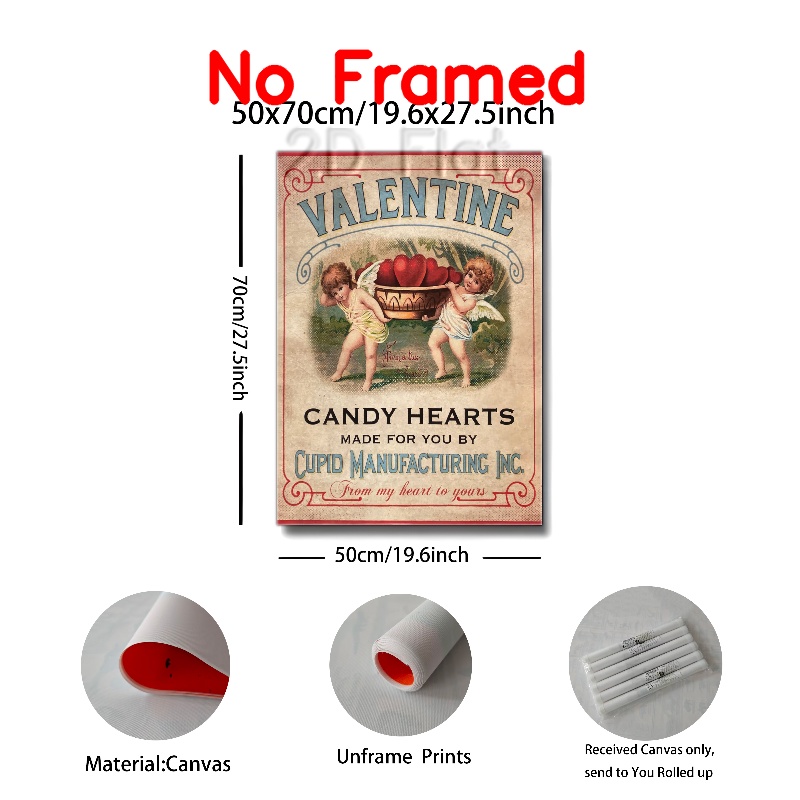 No Framed
50x70cm/19.6x27.5inch
2D Flat
70cm/27.5inch
VALENTINE
CANDY HEARTS
MADE FOR YOU BY
CUPID MANUFACTURING INC.
From my heart to yours
50cm/19.6inch
Material:Canvas
Unframe Prints
Received Canvas only,
send to You Rolled up